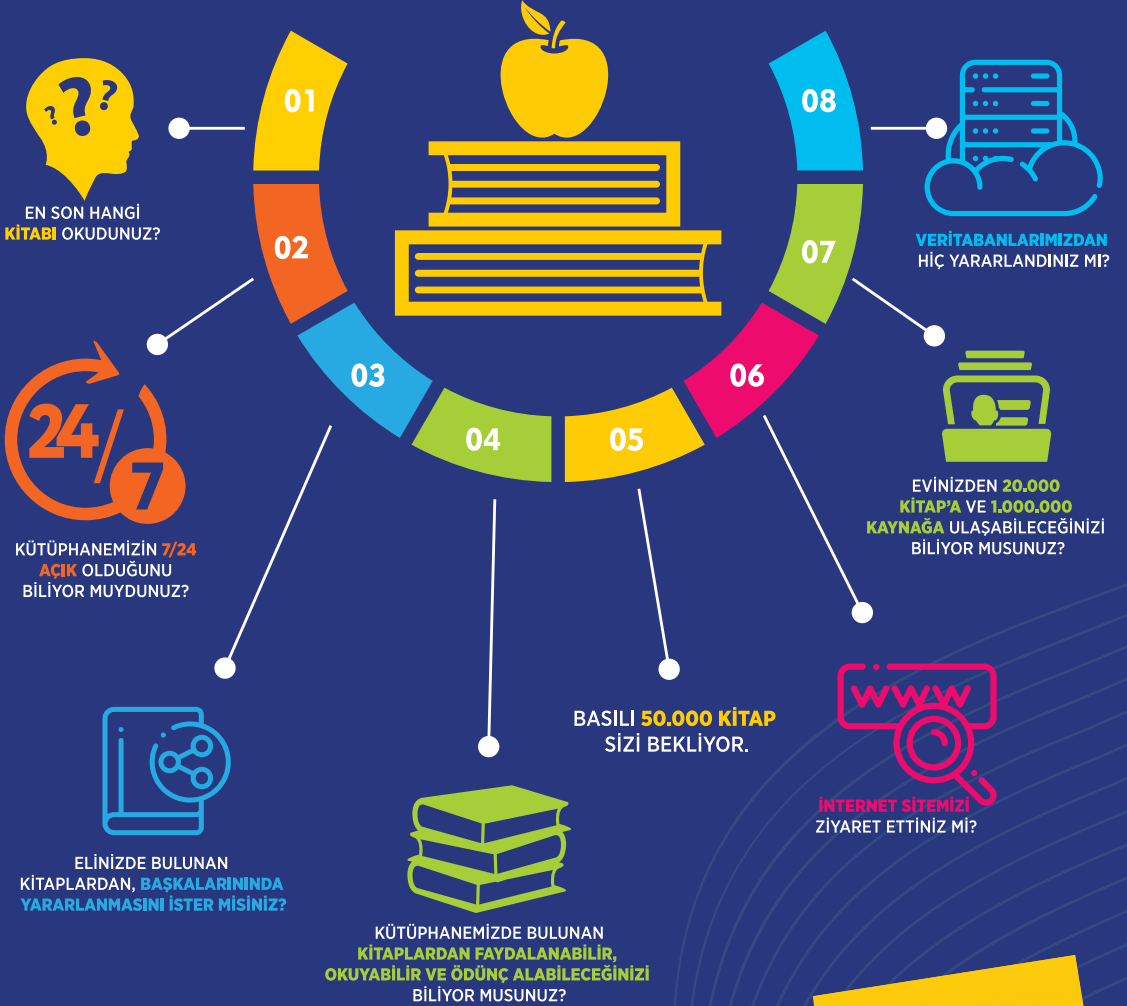 01
EN SON HANGİ
KİTABI OKUDUNUZ?
02
24/7
KÜTÜPHANEMİZİN 7/24
AÇIK OLDUĞUNU
BİLİYOR MUYDUNUZ?
03
ELİNİZDE BULUNAN
KİTAPLARDAN, BAŞKALARININDA
YARARLANMASINI İSTER MİSİNİZ?
04
KÜTÜPHANEMİZDE BULUNAN
KİTAPLARDAN FAYDALANABİLİR,
OKUYABİLİR VE ÖDÜNÇ ALABİLECEĞİNİZİ
BİLİYOR MUSUNUZ?
05
BASILI 50.000 KİTAP
SİZİ BEKLİYOR.
06
WWW
İNTERNET SİTEMİZİ
ZİYARET ETTİNİZ Mİ?
07
EVİNİZDEN 20.000
KİTAP'A VE 1.000.000
KAYNAĞA ULAŞABİLECEĞİNİZİ
BİLİYOR MUSUNUZ?
08
VERİTABANLARIMIZDAN
HİÇ YARARLANDINIZ MI?